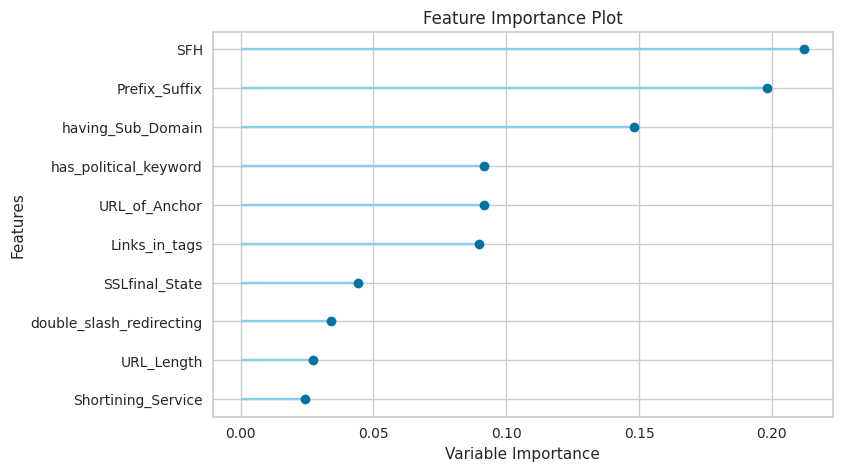 Feature Importance Plot
SFH
Prefix_Suffix
having_Sub_Domain
has_political_keyword
URL_of_Anchor
Links_in_tags
SSLfinal_State
double_slash_redirecting
URL_Length
Shortining_Service
Features
0.00 0.05 0.10 0.15 0.20
Variable Importance